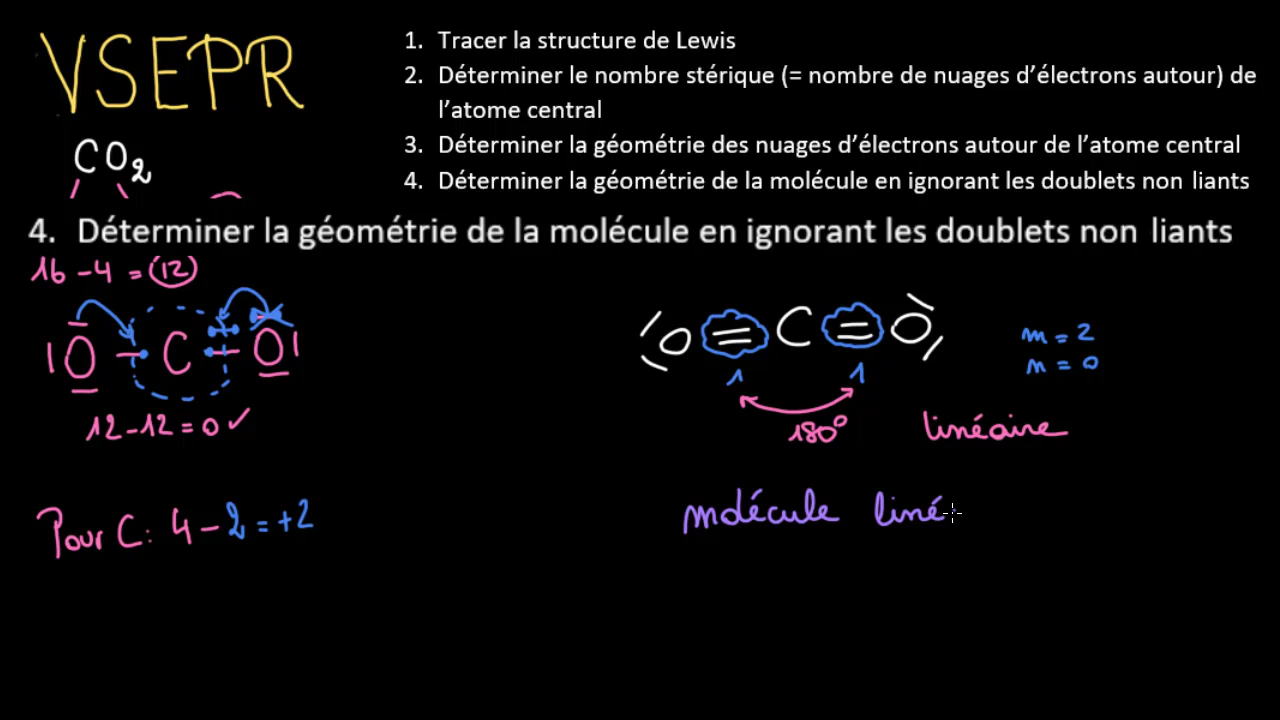 VSEPR
1. Tracer la structure de Lewis
2. Déterminer le nombre stérique (= nombre de nuages d’électrons autour) de
l’atome central
3. Déterminer la géométrie des nuages d’électrons autour de l’atome central
4. Déterminer la géométrie de la molécule en ignorant les doublets non liants
CO₂
4. Déterminer la géométrie de la molécule en ignorant les doublets non liants
16 - 4 = 12
O - C - O
12 - 12 = 0 ✓
Pour C: 4 - 2 = +2
O = C = O
1 1
180°
m = 2
n = 0
linéaire
molécule liné